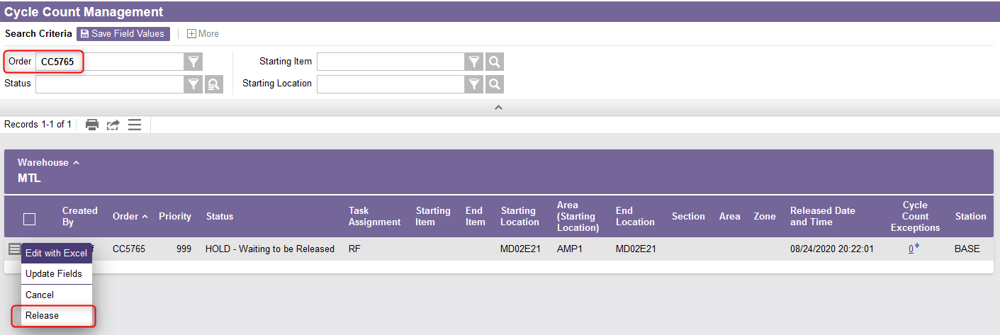 Cycle Count Management
Search Criteria Save Field Values More
Order CC5765 Starting Item
Status Starting Location
Records 1-1 of 1
Warehouse
MTL
Created By Order Priority Status Task Assignment Starting Item End Item Starting Location Area (Starting Location) End Location Section Area Zone Released Date and Time Cycle Count Exceptions Station
CC5765 999 HOLD - Waiting to be Released RF MD02E21 AMP1 MD02E21 08/24/2020 20:22:01 0+ BASE
Edit with Excel
Update Fields
Cancel
Release